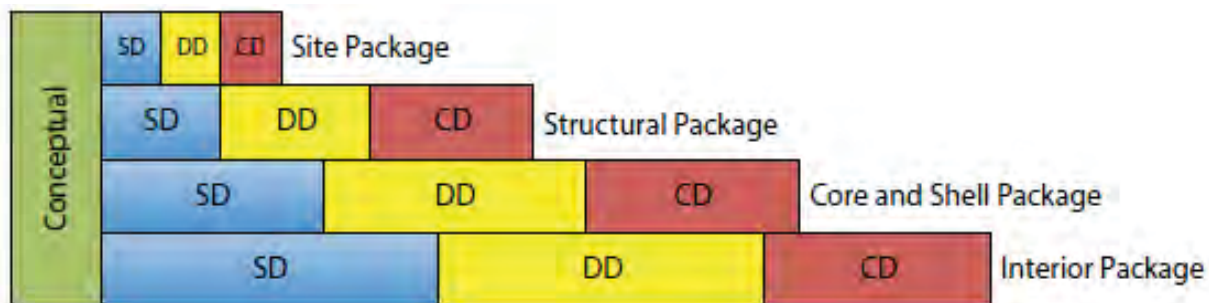 Conceptual
SD DD CD Site Package
SD DD CD Structural Package
SD DD CD Core and Shell Package
SD DD CD Interior Package